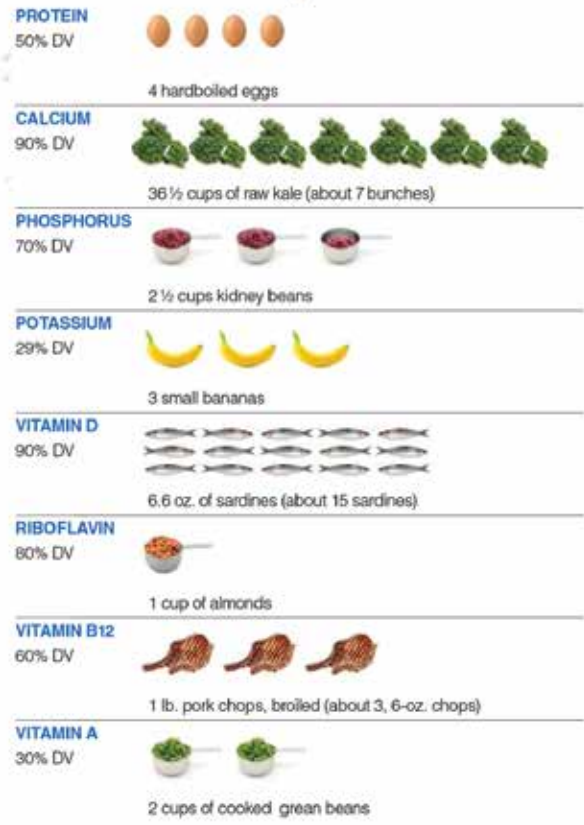 PROTEIN
50% DV
4 hardboiled eggs
CALCIUM
90% DV
36 ½ cups of raw kale (about 7 bunches)
PHOSPHORUS
70% DV
2 ½ cups kidney beans
POTASSIUM
29% DV
3 small bananas
VITAMIN D
90% DV
6.6 oz. of sardines (about 15 sardines)
RIBOFLAVIN
80% DV
1 cup of almonds
VITAMIN B12
60% DV
1 lb. pork chops, broiled (about 3, 6-oz. chops)
VITAMIN A
30% DV
2 cups of cooked grean beans